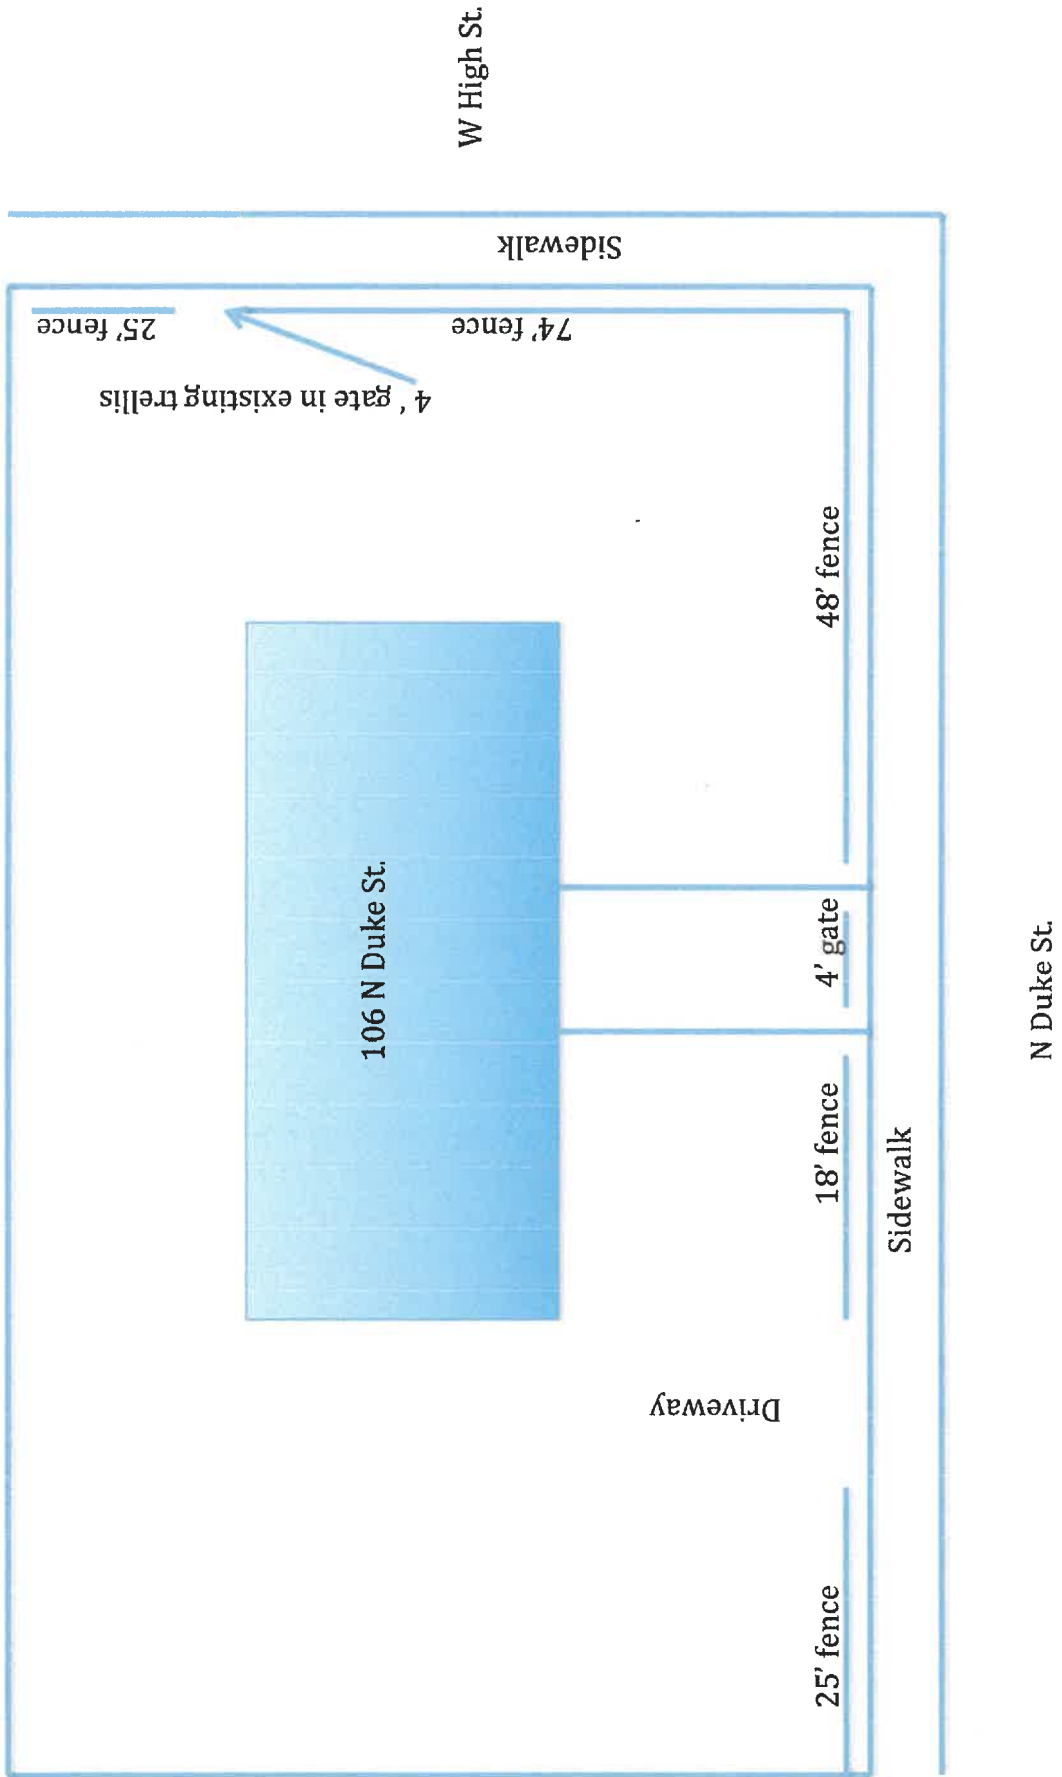 W High St.
Sidewalk
25' fence
74' fence
4 ' gate in existing trellis
48' fence
106 N Duke St.
4' gate
18' fence
Sidewalk
N Duke St.
Driveway
25' fence